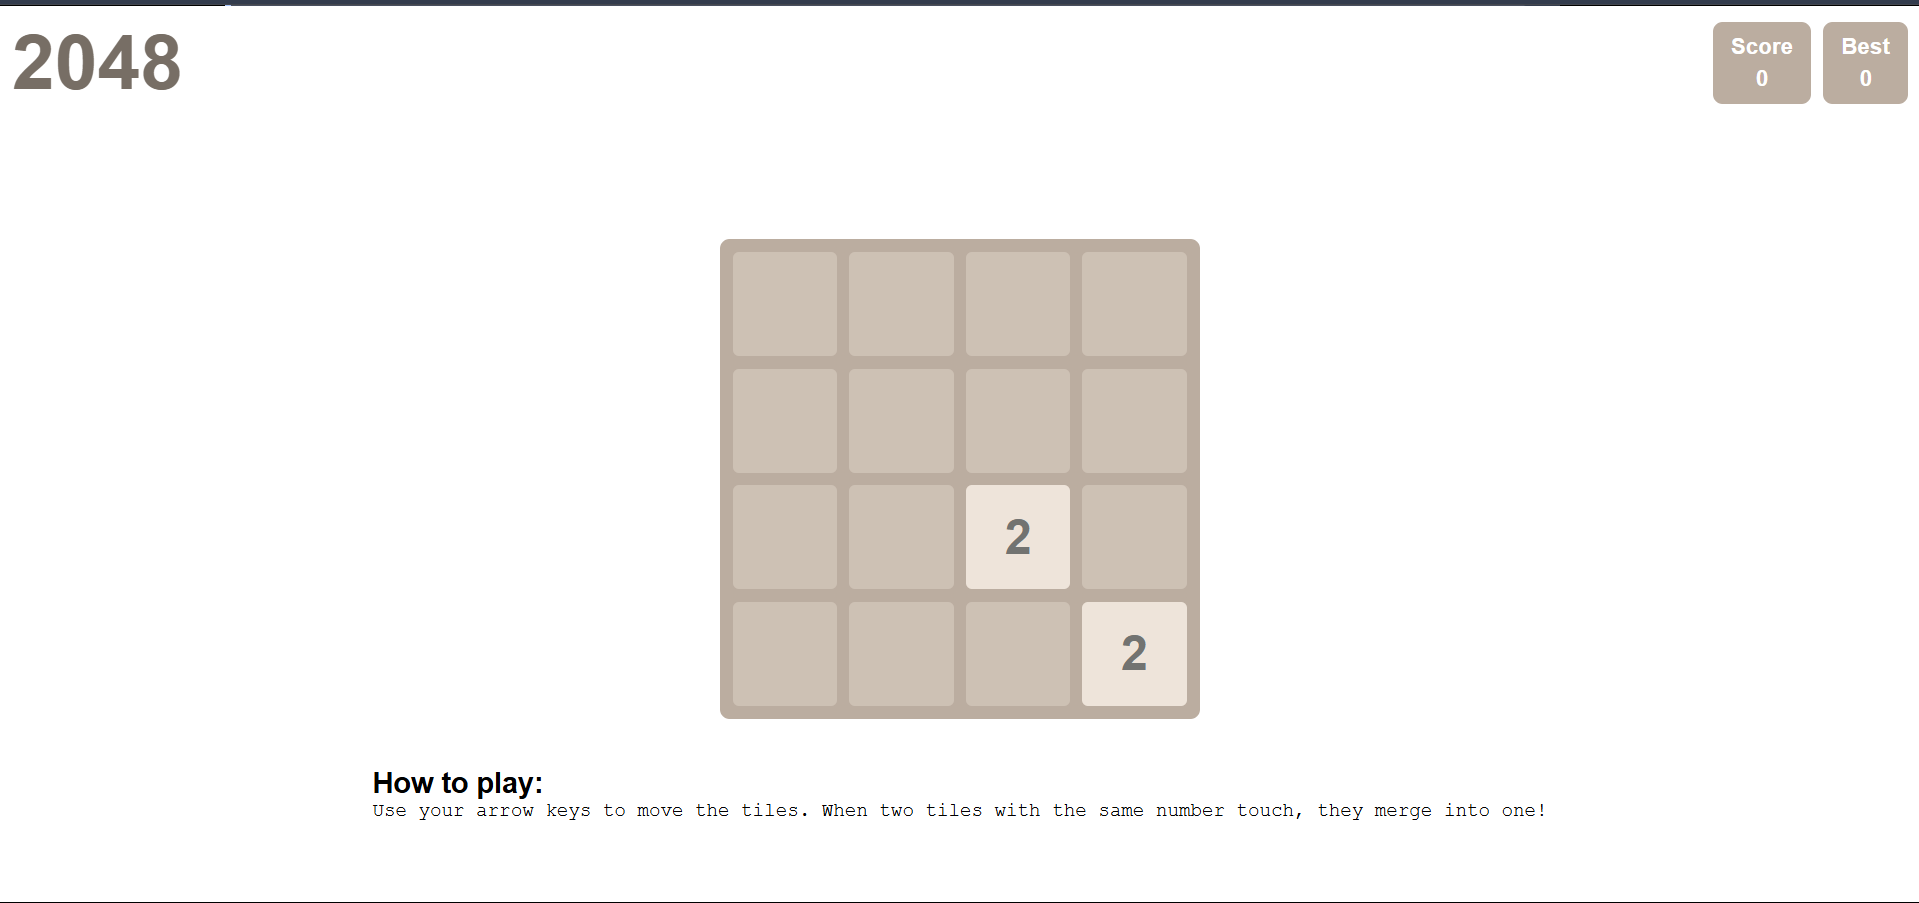 2048
Score
0
Best
0
2
2
How to play:
Use your arrow keys to move the tiles. When two tiles with the same number touch, they merge into one!